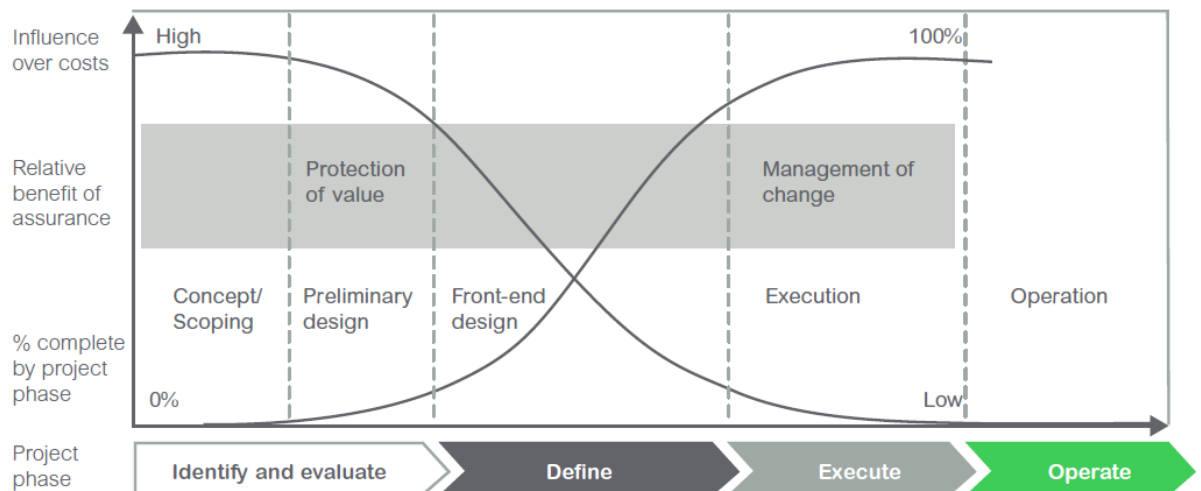 Influence
over costs
High
100%
Relative
benefit of
assurance
Protection
of value
Management of
change
Concept/
Scoping
Preliminary
design
Front-end
design
Execution
Operation
% complete
by project
phase
0%
Low
Project
phase
Identify and evaluate
Define
Execute
Operate